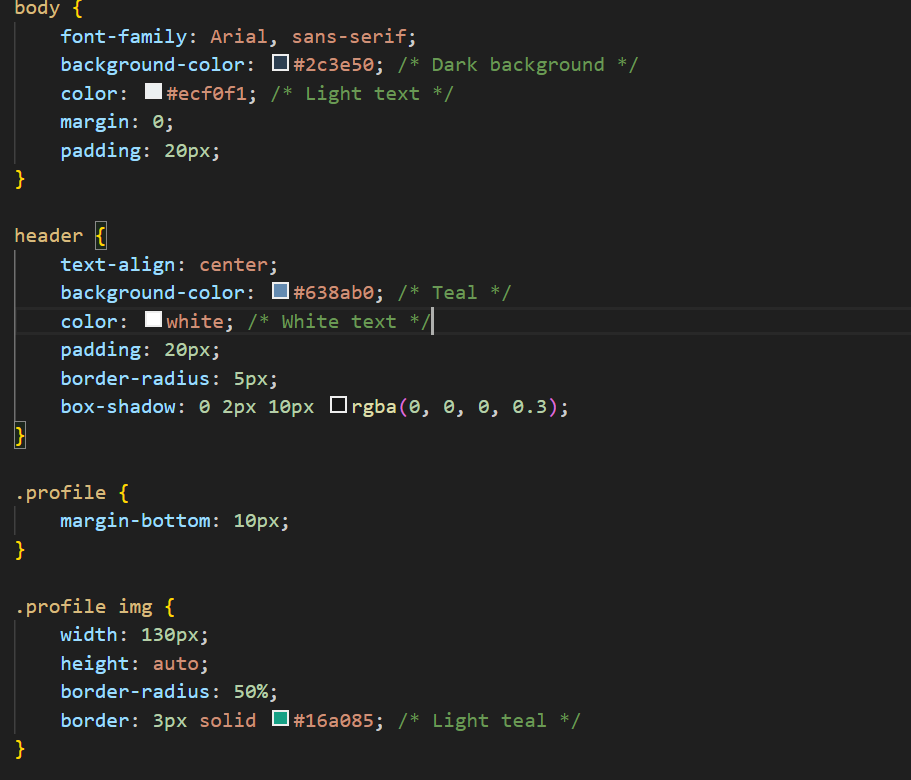 body {
    font-family: Arial, sans-serif;
    background-color: #2c3e50; /* Dark background */
    color: #ecf0f1; /* Light text */
    margin: 0;
    padding: 20px;
}
header {
    text-align: center;
    background-color: #638ab0; /* Teal */
    color: white; /* White text */
    padding: 20px;
    border-radius: 5px;
    box-shadow: 0 2px 10px rgba(0, 0, 0, 0.3);
}
.profile {
    margin-bottom: 10px;
}
.profile img {
    width: 130px;
    height: auto;
    border-radius: 50%;
    border: 3px solid #16a085; /* Light teal */
}